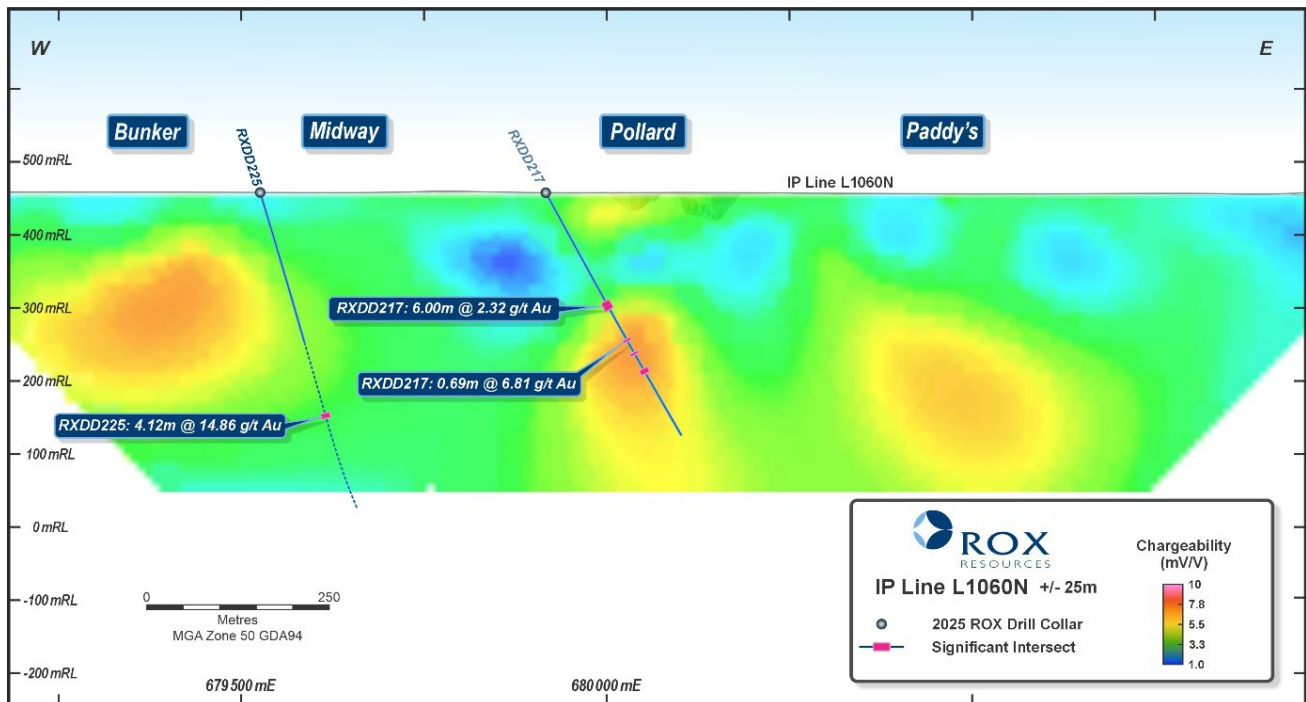 W
E
Bunker
Midway
Pollard
Paddy's
RXDD225
RXDD217
500 mRL
IP Line L1060N
400 mRL
300 mRL
RXDD217: 6.00m @ 2.32 g/t Au
200 mRL
RXDD217: 0.69m @ 6.81 g/t Au
RXDD225: 4.12m @ 14.86 g/t Au
100 mRL
0 mRL
-100 mRL
-200 mRL
0 250
Metres
MGA Zone 50 GDA94
679 500 mE
680 000 mE
ROX
RESOURCES
IP Line L1060N +/- 25m
2025 ROX Drill Collar
Significant Intersect
Chargeability
(mV/V)
10
7.8
5.5
3.3
1.0